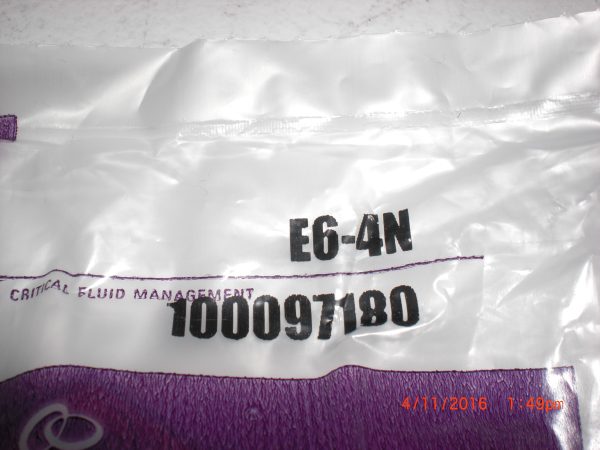 E6-4N
CRITICAL FLUID MANAGEMENT
100097180
4/11/2016 1:49pm